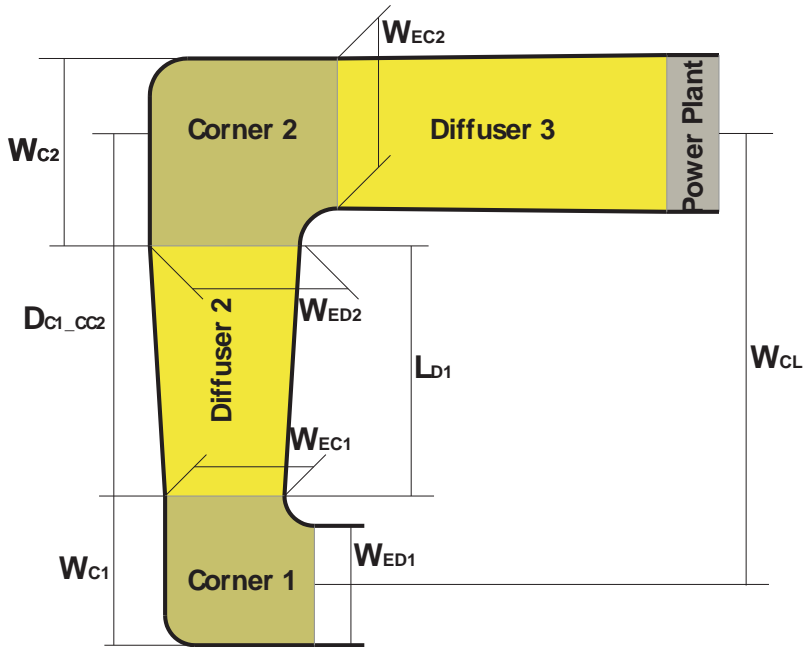 WEC2
Corner 2
Diffuser 3
Power Plant
WC2
DC1_CC2
Diffuser 2
WED2
WCL
LD1
WEC1
WC1
Corner 1
WED1